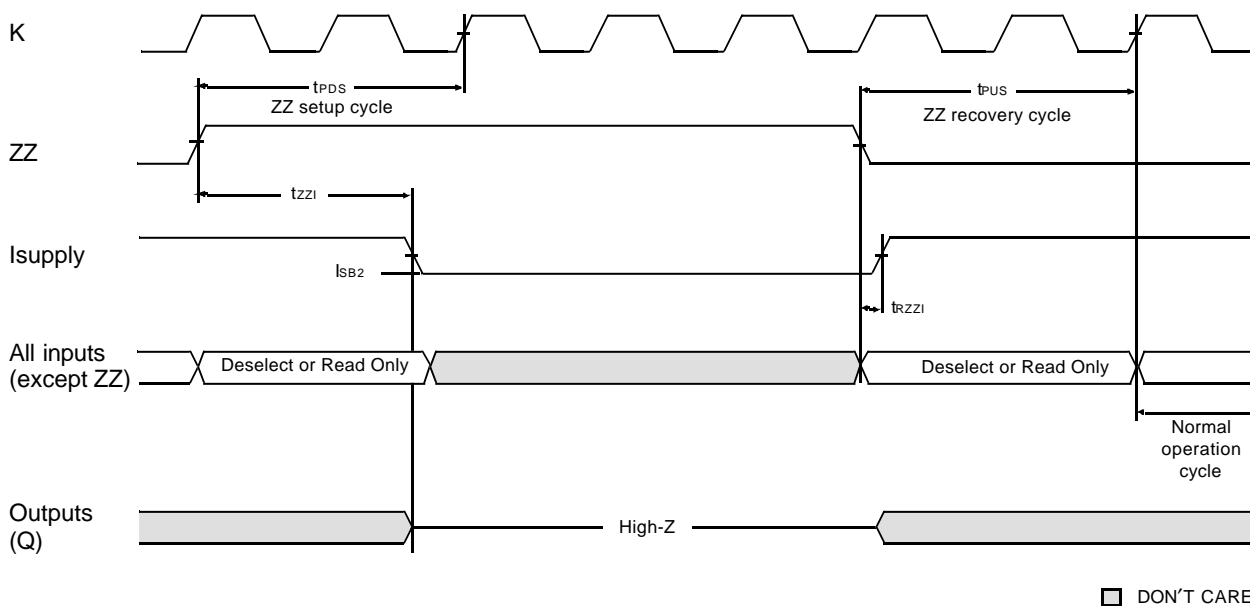 K
tPDS
ZZ setup cycle
tPUS
ZZ recovery cycle
ZZ
tZZI
Isupply
ISB2
tRZZI
All inputs
(except ZZ)
Deselect or Read Only
Deselect or Read Only
Normal
operation
cycle
Outputs
(Q)
High-Z
DON'T CARE